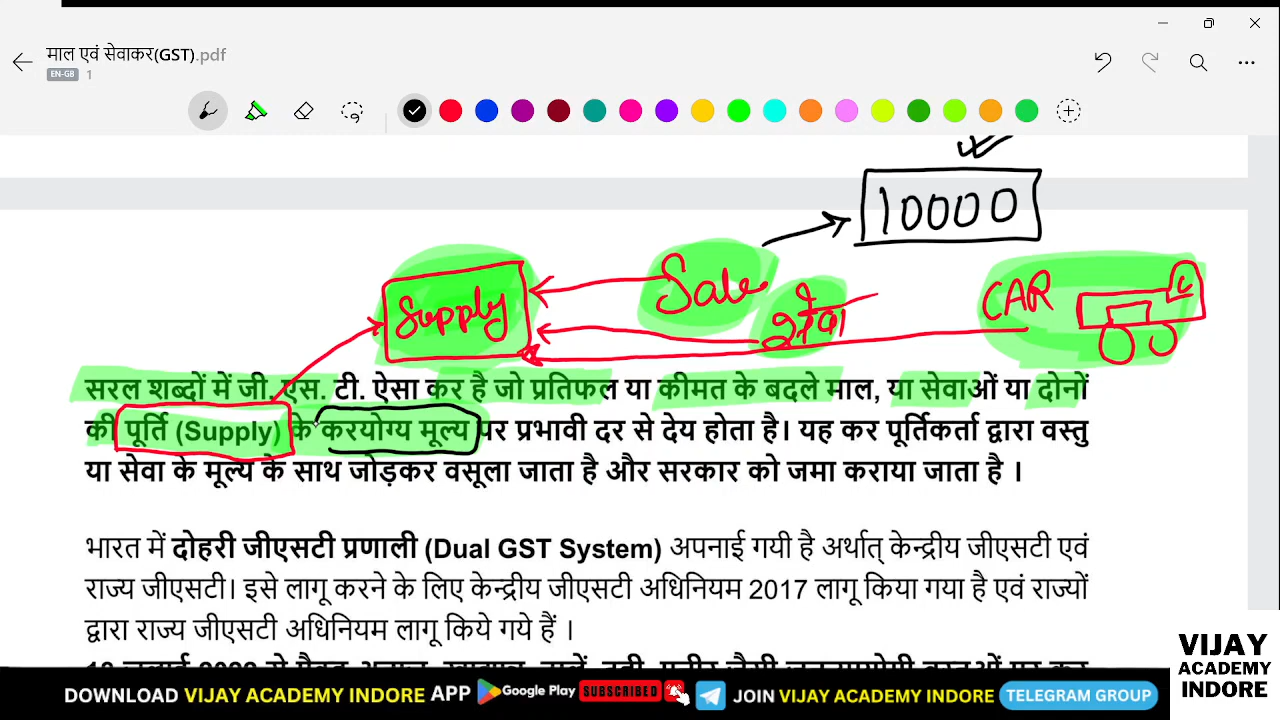 माल एवं सेवाकर(GST).pdf
EN-GB 1
10000
Supply
Sale
सेवा
CAR
सरल शब्दों में जी. एस. टी. ऐसा कर है जो प्रतिफल या कीमत के बदले माल, या सेवाओं या दोनों
की पूर्ति (Supply) के करयोग्य मूल्य पर प्रभावी दर से देय होता है। यह कर पूर्तिकर्ता द्वारा वस्तु
या सेवा के मूल्य के साथ जोड़कर वसूला जाता है और सरकार को जमा कराया जाता है ।
भारत में दोहरी जीएसटी प्रणाली (Dual GST System) अपनाई गयी है अर्थात् केन्द्रीय जीएसटी एवं
राज्य जीएसटी। इसे लागू करने के लिए केन्द्रीय जीएसटी अधिनियम 2017 लागू किया गया है एवं राज्यों
द्वारा राज्य जीएसटी अधिनियम लागू किये गये हैं ।
VIJAY
ACADEMY
INDORE
DOWNLOAD VIJAY ACADEMY INDORE APP Google Play SUBSCRIBED JOIN VIJAY ACADEMY INDORE TELEGRAM GROUP